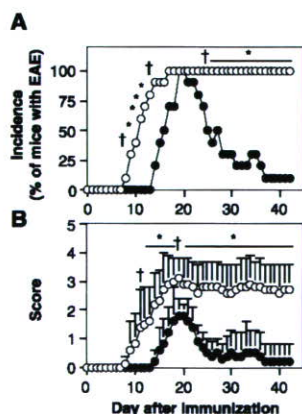 A
Incidence
(% of mice with EAE)
100
75
50
25
0
† * * * * † † *
0 10 20 30 40
B
Score
5
4
3
2
1
0
† * † *
0 10 20 30 40
Day after immunization